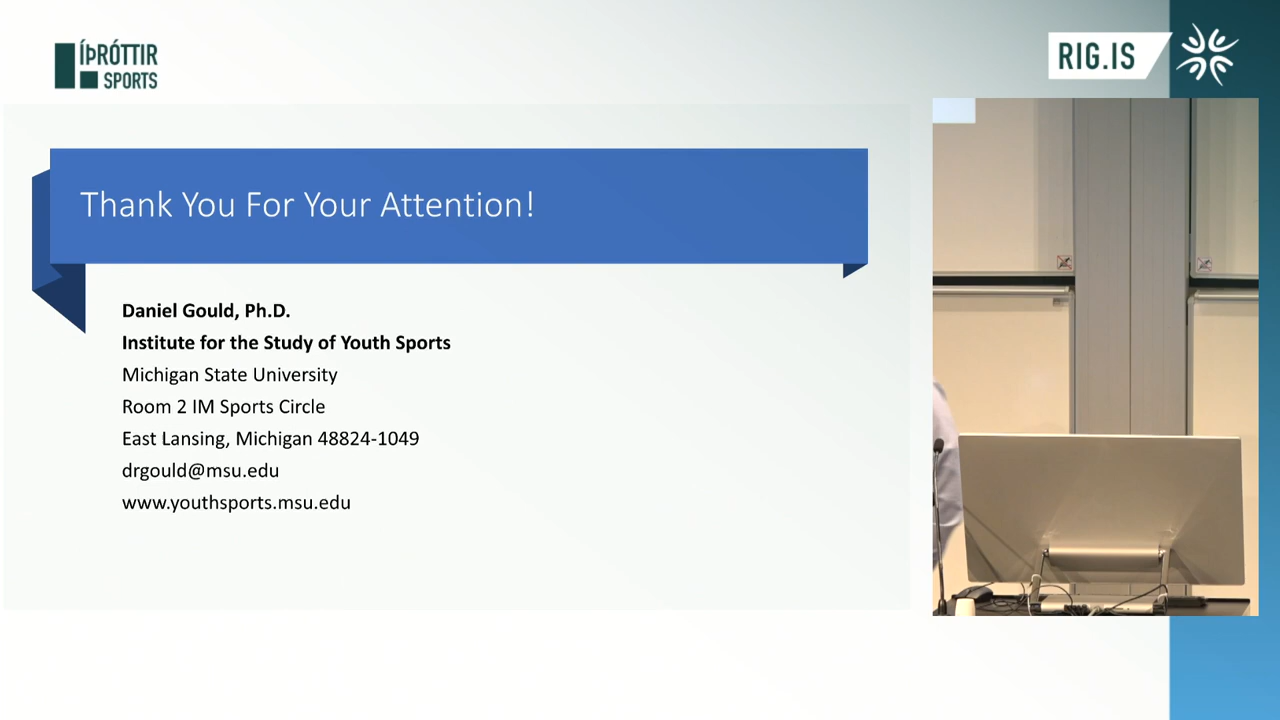 ÍÞRÓTTIR
SPORTS
RIG.IS
Thank You For Your Attention!
Daniel Gould, Ph.D.
Institute for the Study of Youth Sports
Michigan State University
Room 2 IM Sports Circle
East Lansing, Michigan 48824-1049
drgould@msu.edu
www.youthsports.msu.edu